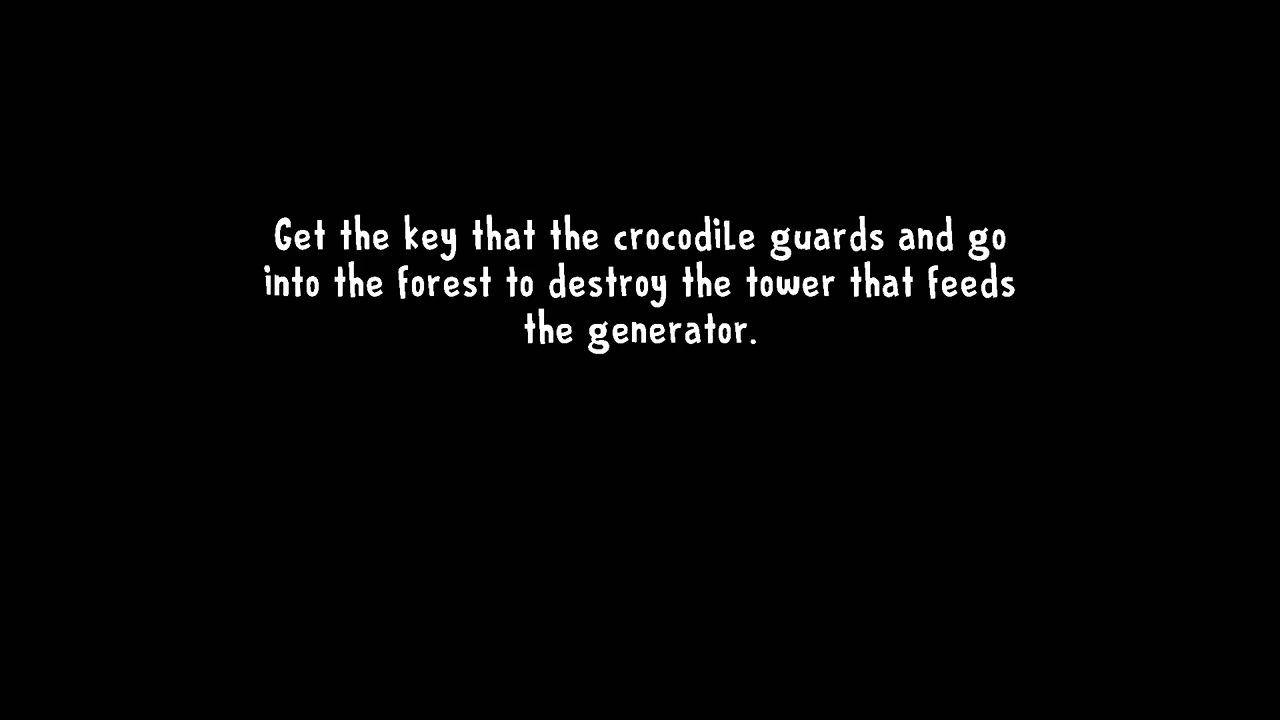 Get the key that the crocodile guards and go
into the forest to destroy the tower that feeds
the generator.